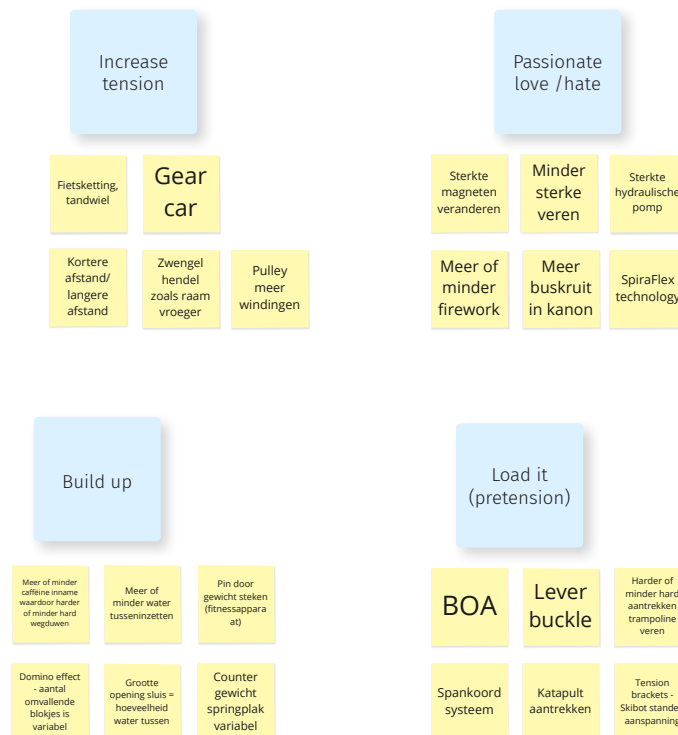 Increase
tension
Passionate
love /hate
Fietsketting,
tandwiel
Gear
car
Sterkte
magneten
veranderen
Minder
sterke
veren
Sterkte
hydraulische
pomp
Kortere
afstand/
langere
afstand
Zwengel
hendel
zoals raam
vroeger
Pulley
meer
windingen
Meer of
minder
firework
Meer
buskruit
in kanon
SpiraFlex
technology
Build up
Load it
(pretension)
Meer of minder
cafféine inname
waardoor harder
of minder hard
wegduwen
Meer of
minder water
tusseninzetten
Pin door
gewicht steken
(fitnessappara
at)
BOA
Lever
buckle
Harder of
minder hard
aantrekken
trampoline
veren
Domino effect
- aantal
omvallende
blokjes is
variabel
Grootte
opening sluis =
hoeveelheid
water tussen
Counter
gewicht
springplak
variabel
Spankoord
systeem
Katapult
aantrekken
Tension
brackets -
Skibot standen
aanspanning